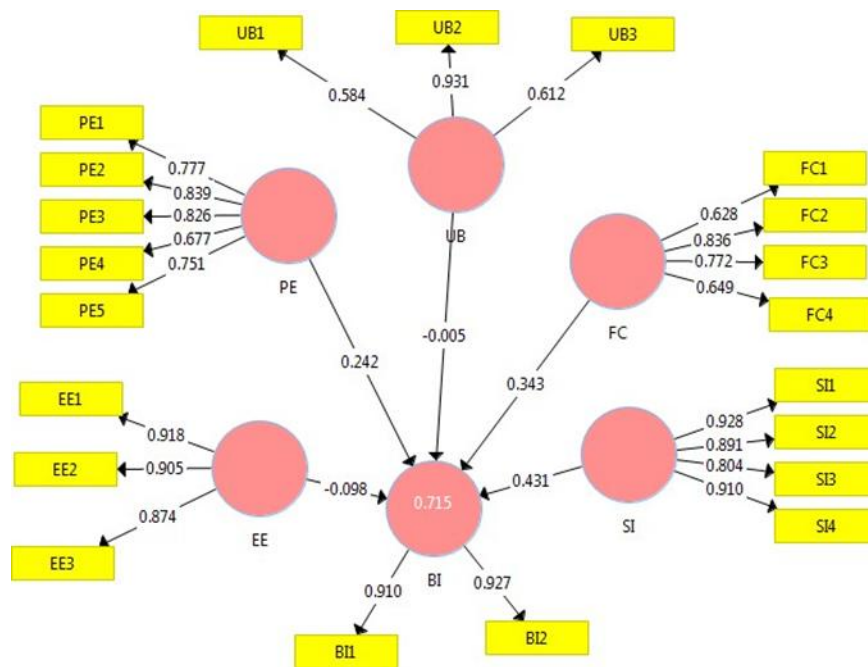 UB1
UB2
UB3
0.584
0.931
0.612
UB
PE1
PE2
PE3
PE4
PE5
0.777
0.839
0.826
0.677
0.751
PE
FC1
FC2
FC3
FC4
0.628
0.836
0.772
0.649
FC
0.242
-0.005
0.343
EE1
EE2
EE3
0.918
0.905
0.874
EE
-0.098
0.715
BI
0.431
SI1
SI2
SI3
SI4
0.928
0.891
0.804
0.910
SI
0.910
0.927
BI1
BI2